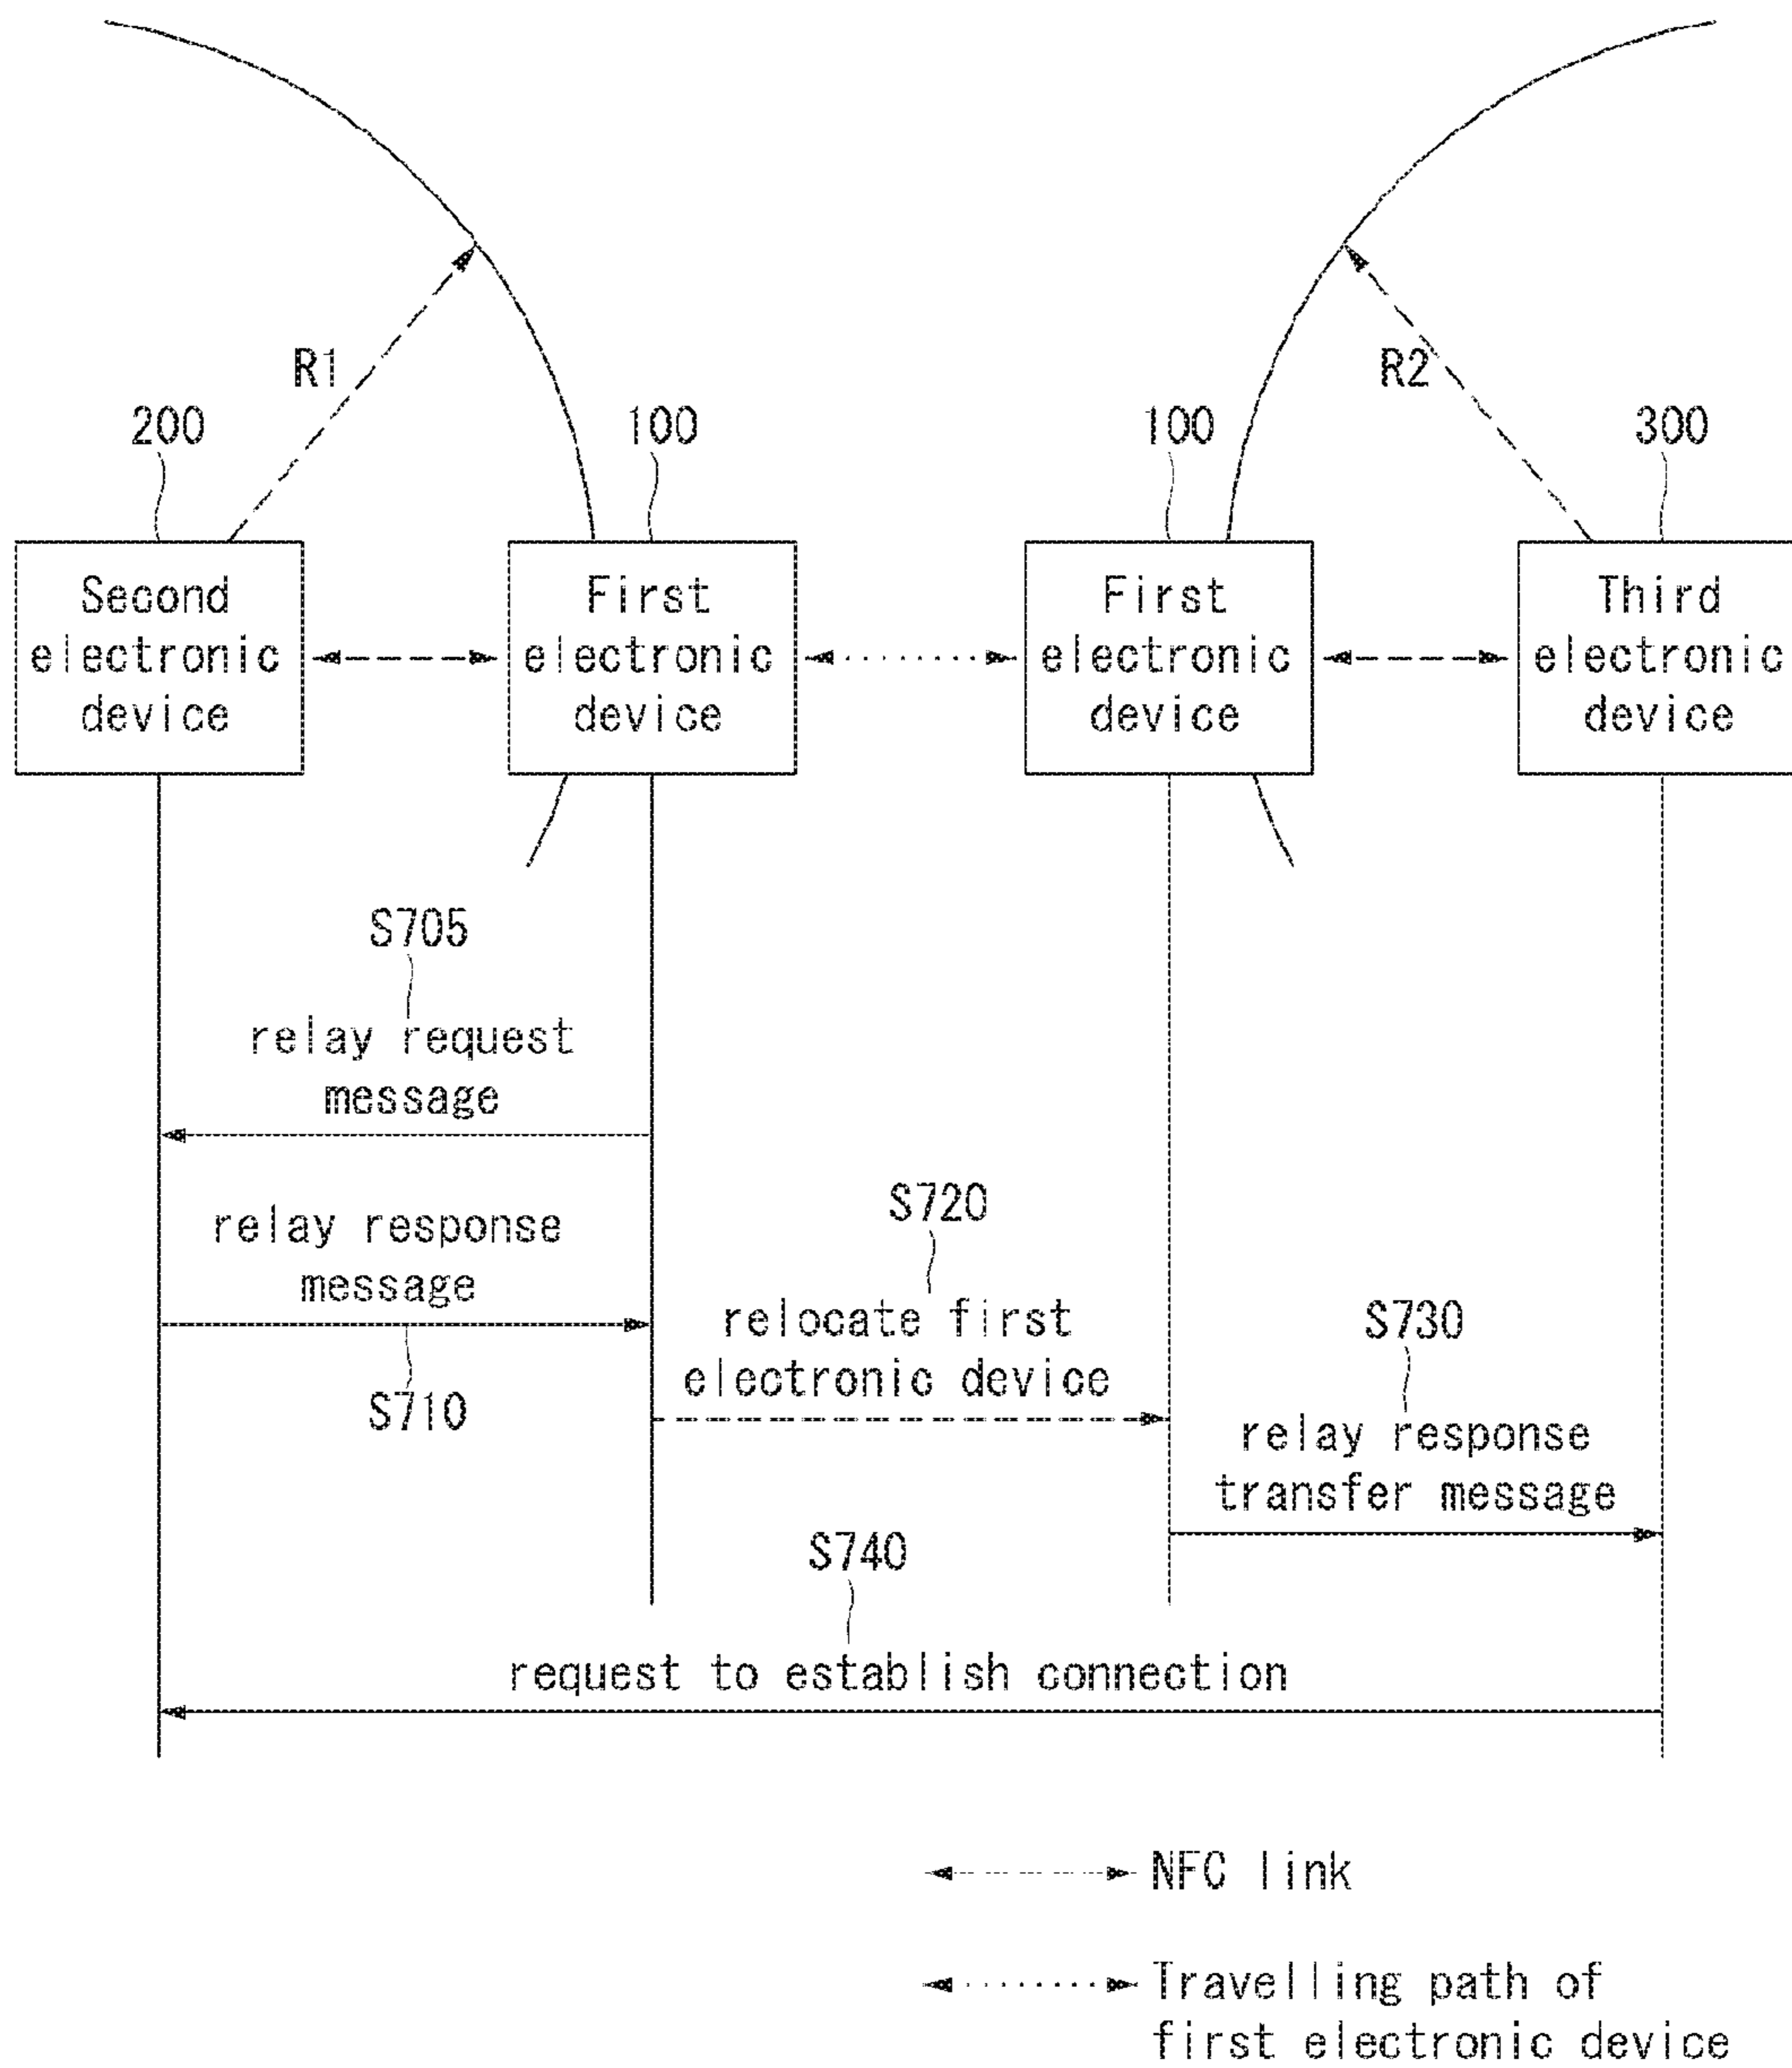 R1
R2
200
100
100
300
Second
electronic
device
First
electronic
device
First
electronic
device
Third
electronic
device
S705
relay request
message
relay response
message
S710
S720
relocate first
electronic device
S730
relay response
transfer message
S740
request to establish connection
NFC link
Travelling path of
first electronic device